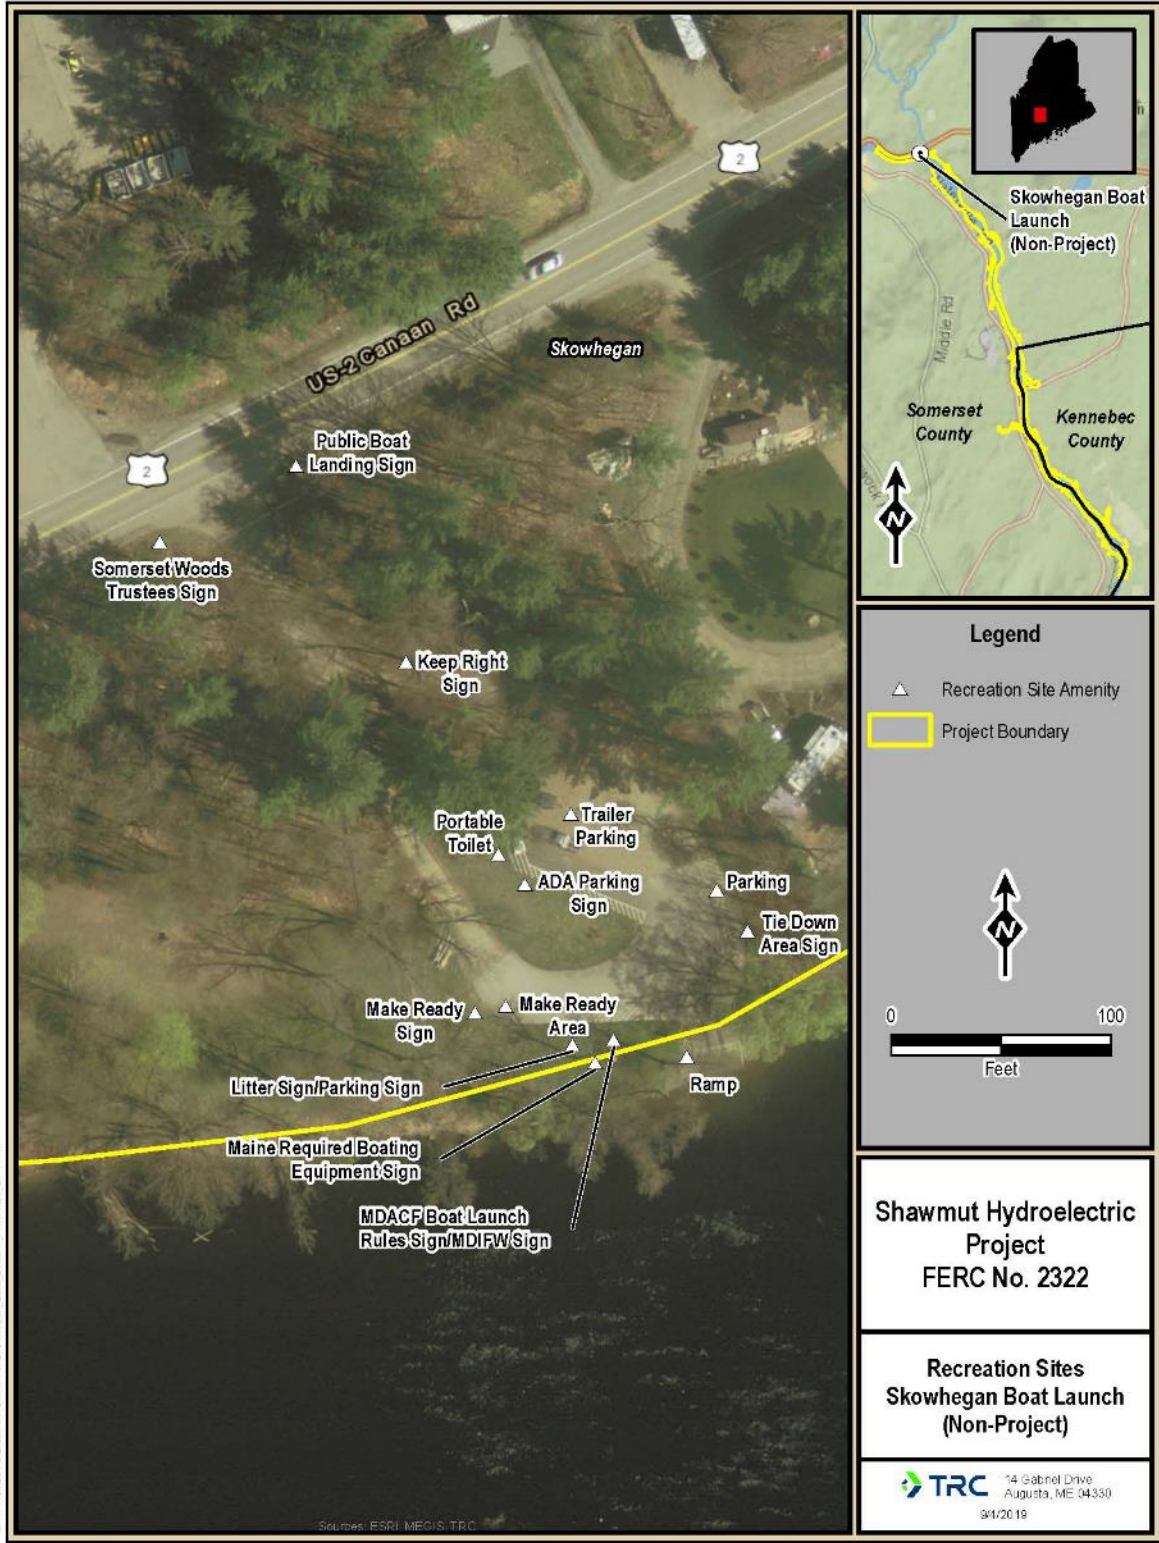 2
US-2 Canaan Rd
Skowhegan
Public Boat
Landing Sign
2
Somerset Woods
Trustees Sign
Keep Right
Sign
Portable
Toilet
Trailer
Parking
ADA Parking
Sign
Parking
Tie Down
Area Sign
Make Ready
Sign
Make Ready
Area
Litter Sign/Parking Sign
Ramp
Maine Required Boating
Equipment Sign
MDACF Boat Launch
Rules Sign/MDIFW Sign
Sources: ESRI, MEGIS, TRC
Skowhegan Boat
Launch
(Non-Project)
Middle Rd
Somerset
County
Kennebec
County
N
Legend
Recreation Site Amenity
Project Boundary
N
0 100
Feet
Shawmut Hydroelectric
Project
FERC No. 2322
Recreation Sites
Skowhegan Boat Launch
(Non-Project)
TRC
14 Gabriel Drive
Augusta, ME 04330
9/4/2019